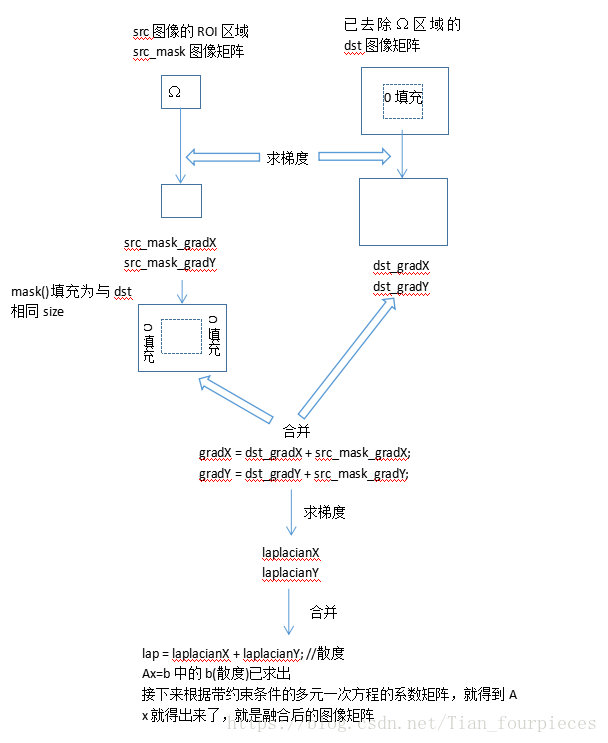 src 图像的 ROI 区域
src_mask 图像矩阵
已去除 Ω 区域的
dst 图像矩阵
Ω
0 填充
求梯度
src_mask_gradX
src_mask_gradY
dst_gradX
dst_gradY
mask()填充为与 dst
相同 size
0 填充
0 填充
合并
gradX = dst_gradX + src_mask_gradX;
gradY = dst_gradY + src_mask_gradY;
求梯度
laplacianX
laplacianY
合并
lap = laplacianX + laplacianY; //散度
Ax=b 中的 b(散度)已求出
接下来根据带约束条件的多元一次方程的系数矩阵，就得到 A
x 就得出来了，就是融合后的图像矩阵
https://blog.csdn.net/Tian_fourpieces